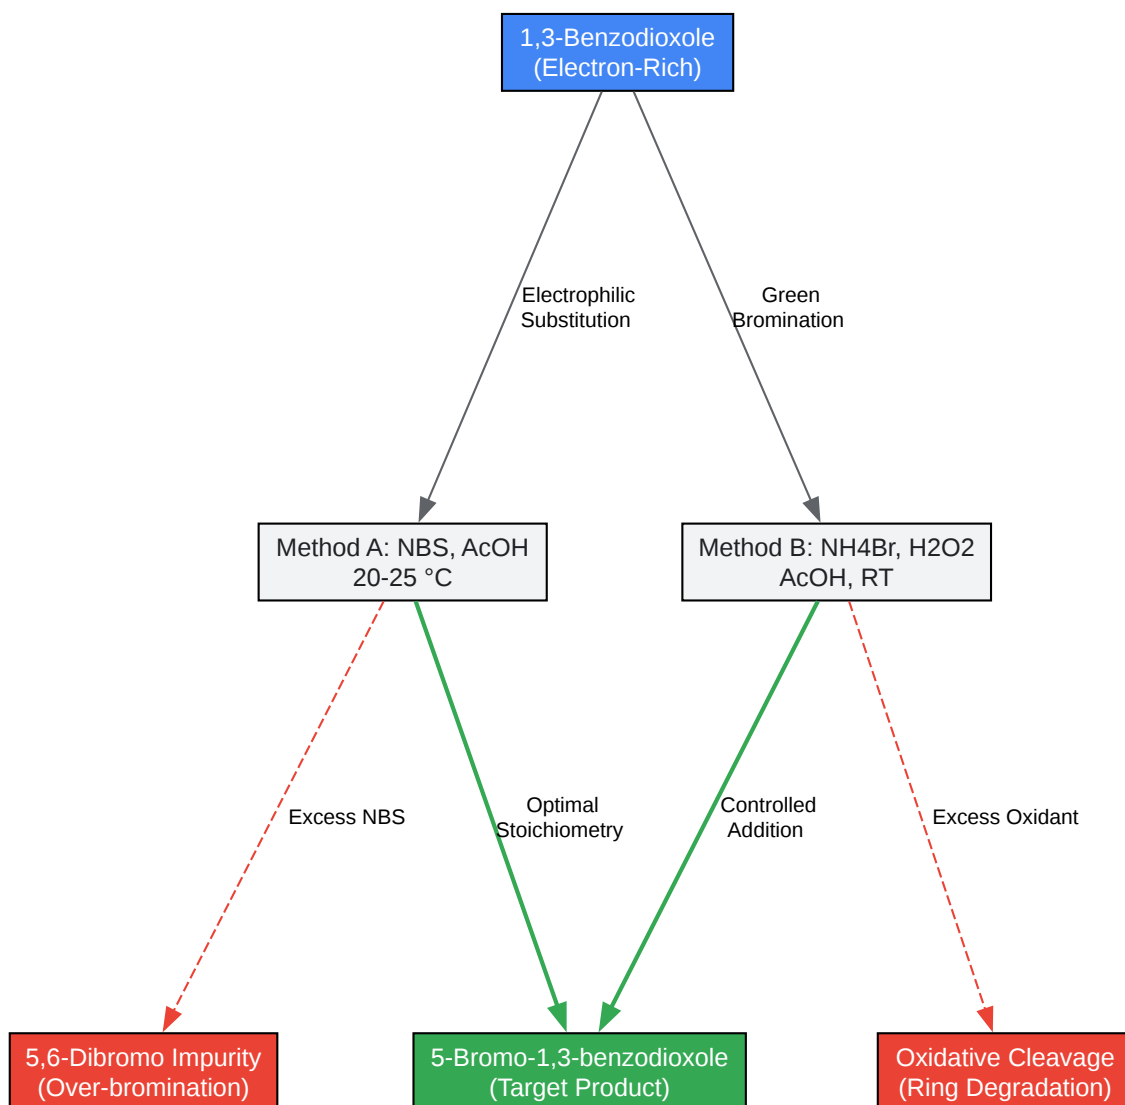 1,3-Benzodioxole
(Electron-Rich)
Electrophilic
Substitution
Green
Bromination
Method A: NBS, AcOH
20-25 °C
Method B: NH4Br, H2O2
AcOH, RT
Excess NBS
Optimal
Stoichiometry
Controlled
Addition
Excess Oxidant
5,6-Dibromo Impurity
(Over-bromination)
5-Bromo-1,3-benzodioxole
(Target Product)
Oxidative Cleavage
(Ring Degradation)